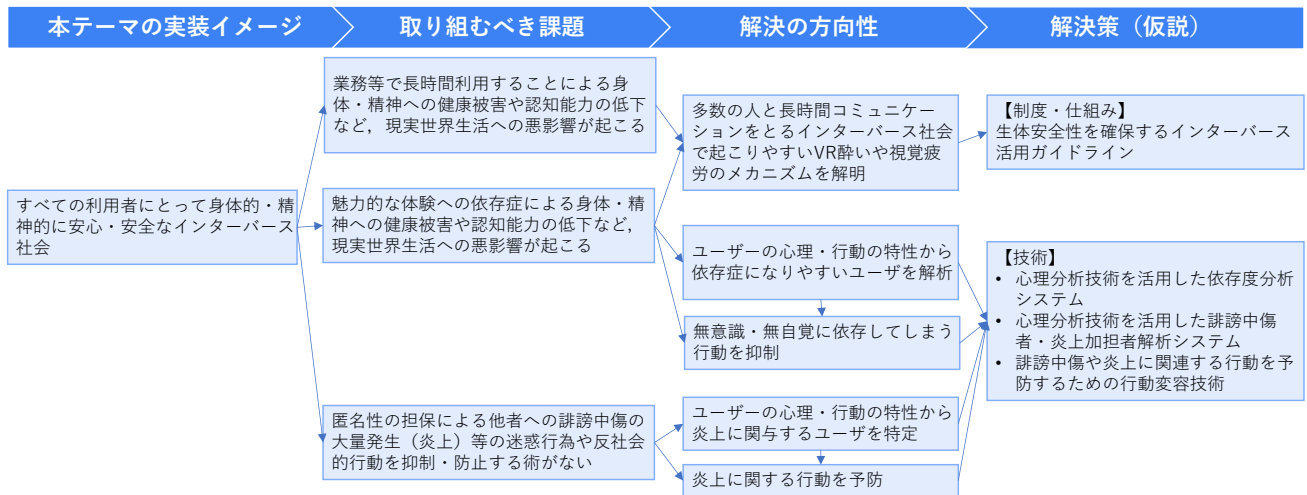 本テーマの実装イメージ
取り組むべき課題
解決の方向性
解決策（仮説）
すべての利用者にとって身体的・精
神的に安心・安全なインターバース
社会
業務等で長時間利用することによる身
体・精神への健康被害や認知能力の低下
など，現実世界生活への悪影響が起こる
魅力的な体験への依存症による身体・精
神への健康被害や認知能力の低下など，
現実世界生活への悪影響が起こる
匿名性の担保による他者への誹謗中傷の
大量発生（炎上）等の迷惑行為や反社会
的行動を抑制・防止する術がない
多数の人と長時間コミュニケー
ションをとるインターバース社会
で起こりやすいVR酔いや視覚疲
労のメカニズムを解明
ユーザーの心理・行動の特性から
依存症になりやすいユーザを解析
無意識・無自覚に依存してしまう
行動を抑制
ユーザーの心理・行動の特性から
炎上に関与するユーザを特定
炎上に関する行動を予防
【制度・仕組み】
生体安全性を確保するインターバース
活用ガイドライン
【技術】
• 心理分析技術を活用した依存度分析
システム
• 心理分析技術を活用した誹謗中傷
者・炎上加担者解析システム
• 誹謗中傷や炎上に関連する行動を予
防するための行動変容技術